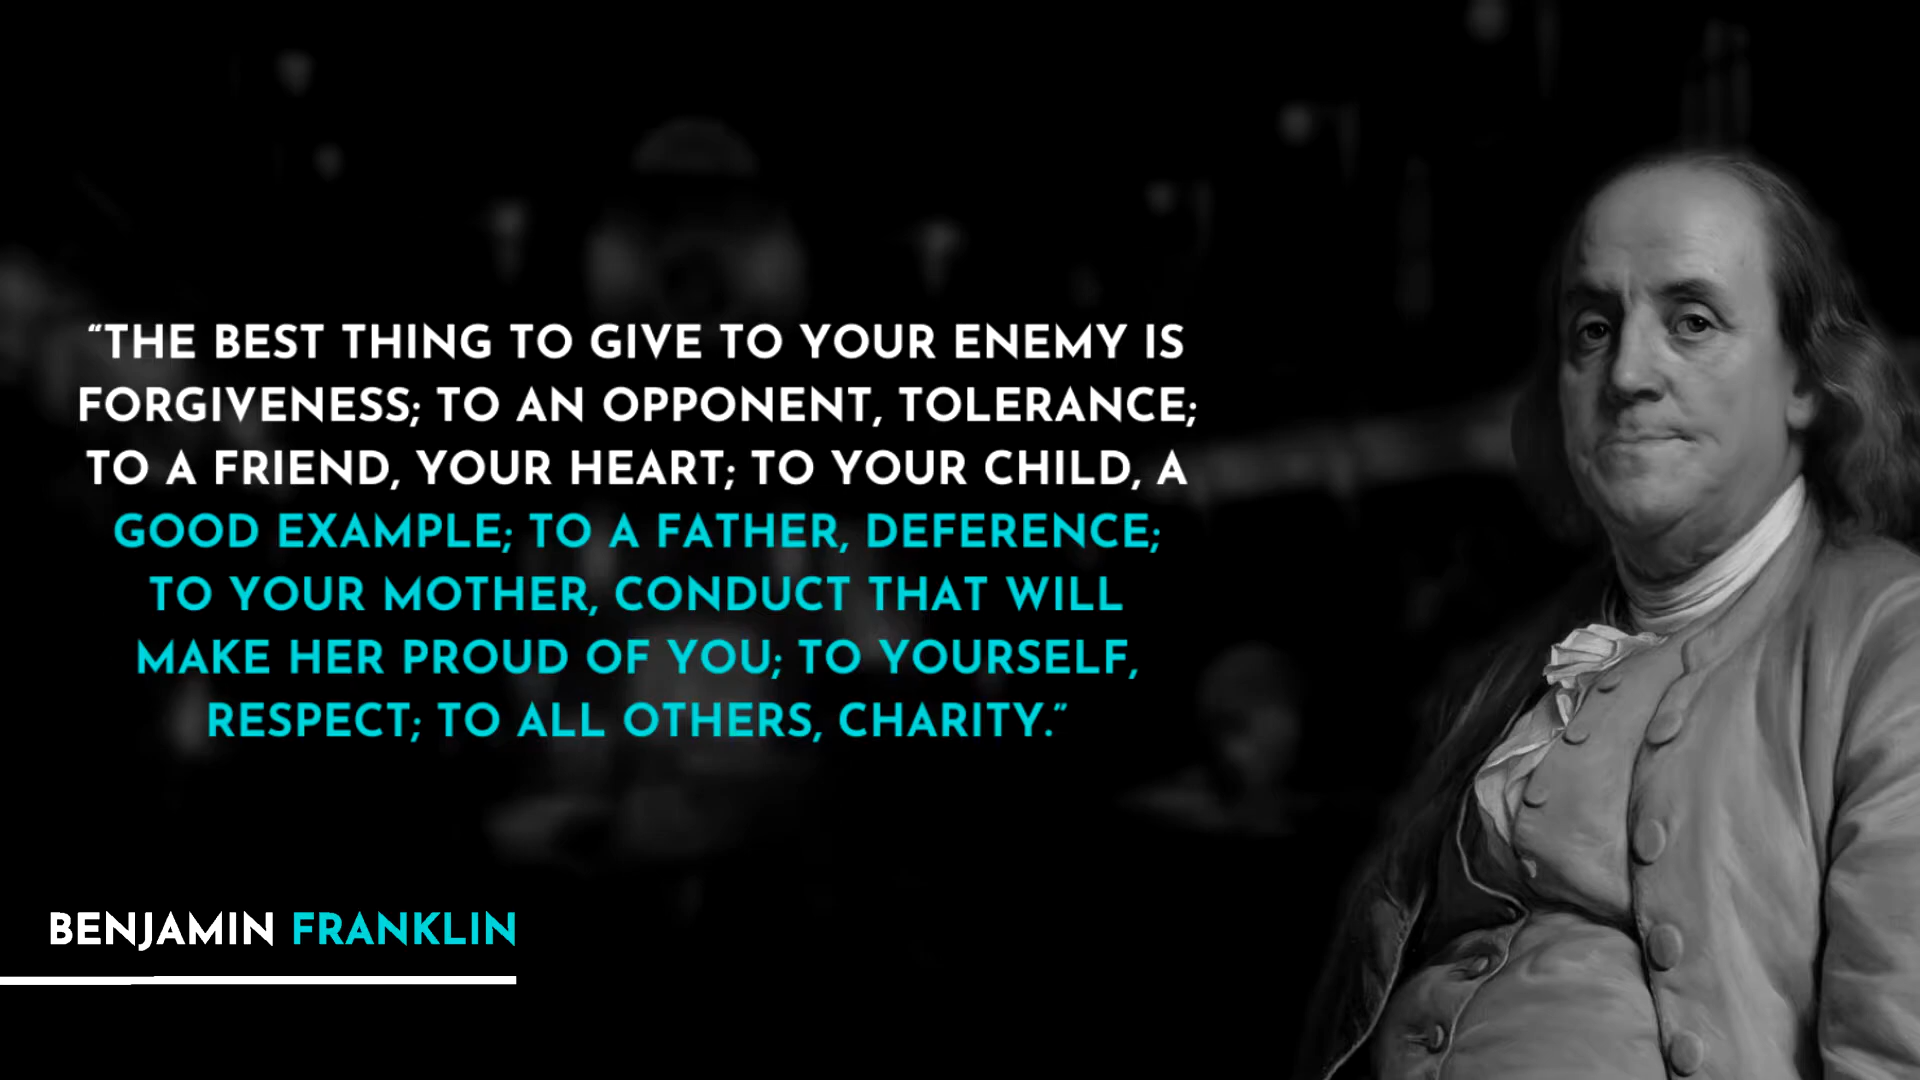 “THE BEST THING TO GIVE TO YOUR ENEMY IS
FORGIVENESS; TO AN OPPONENT, TOLERANCE;
TO A FRIEND, YOUR HEART; TO YOUR CHILD, A
GOOD EXAMPLE; TO A FATHER, DEFERENCE;
TO YOUR MOTHER, CONDUCT THAT WILL
MAKE HER PROUD OF YOU; TO YOURSELF,
RESPECT; TO ALL OTHERS, CHARITY.”
BENJAMIN FRANKLIN